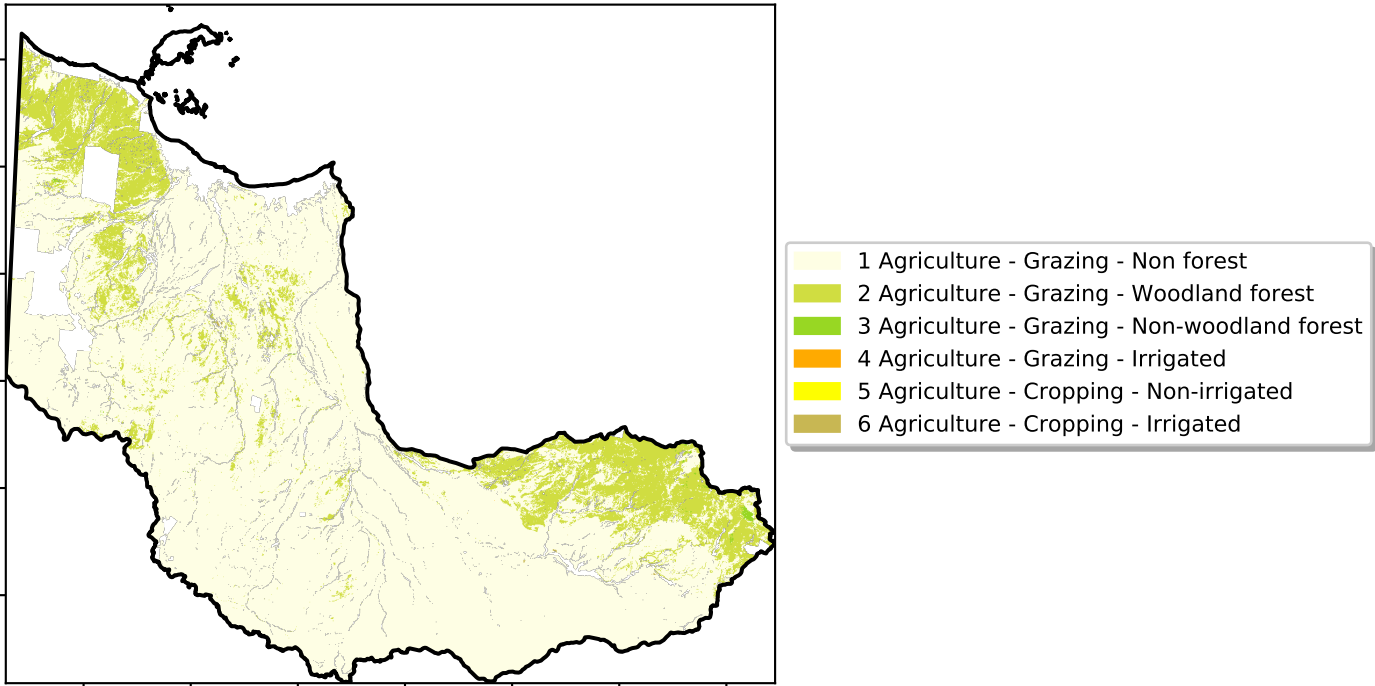 1 Agriculture - Grazing - Non forest
2 Agriculture - Grazing - Woodland forest
3 Agriculture - Grazing - Non-woodland forest
4 Agriculture - Grazing - Irrigated
5 Agriculture - Cropping - Non-irrigated
6 Agriculture - Cropping - Irrigated